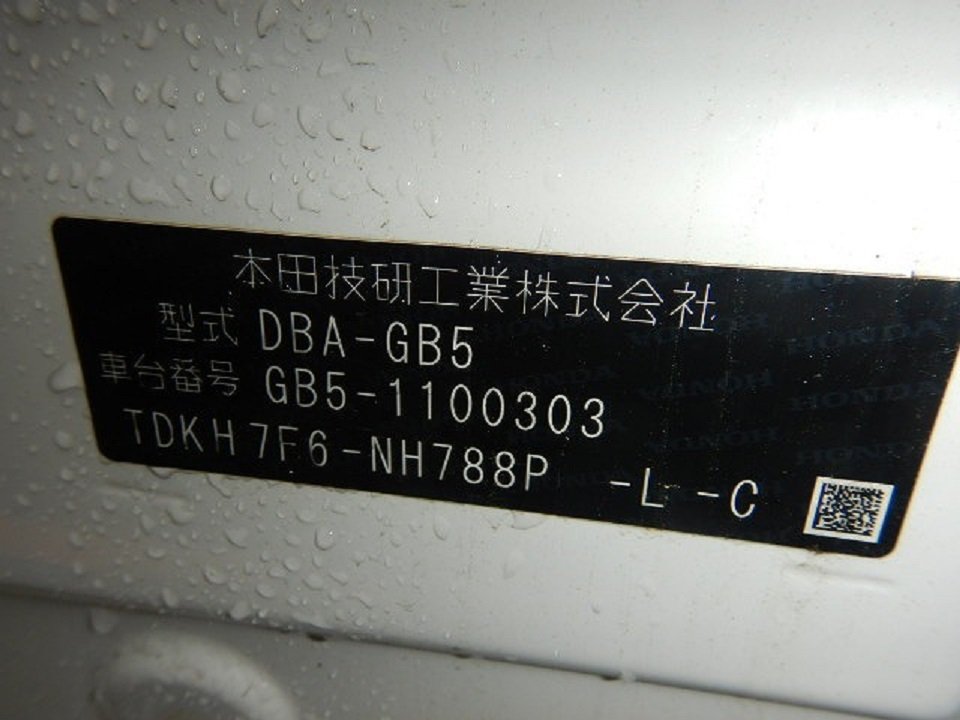 本田技研工業株式会社
型式 DBA-GB5
車台番号 GB5-1100303
TDKH7F6-NH788P -L -C